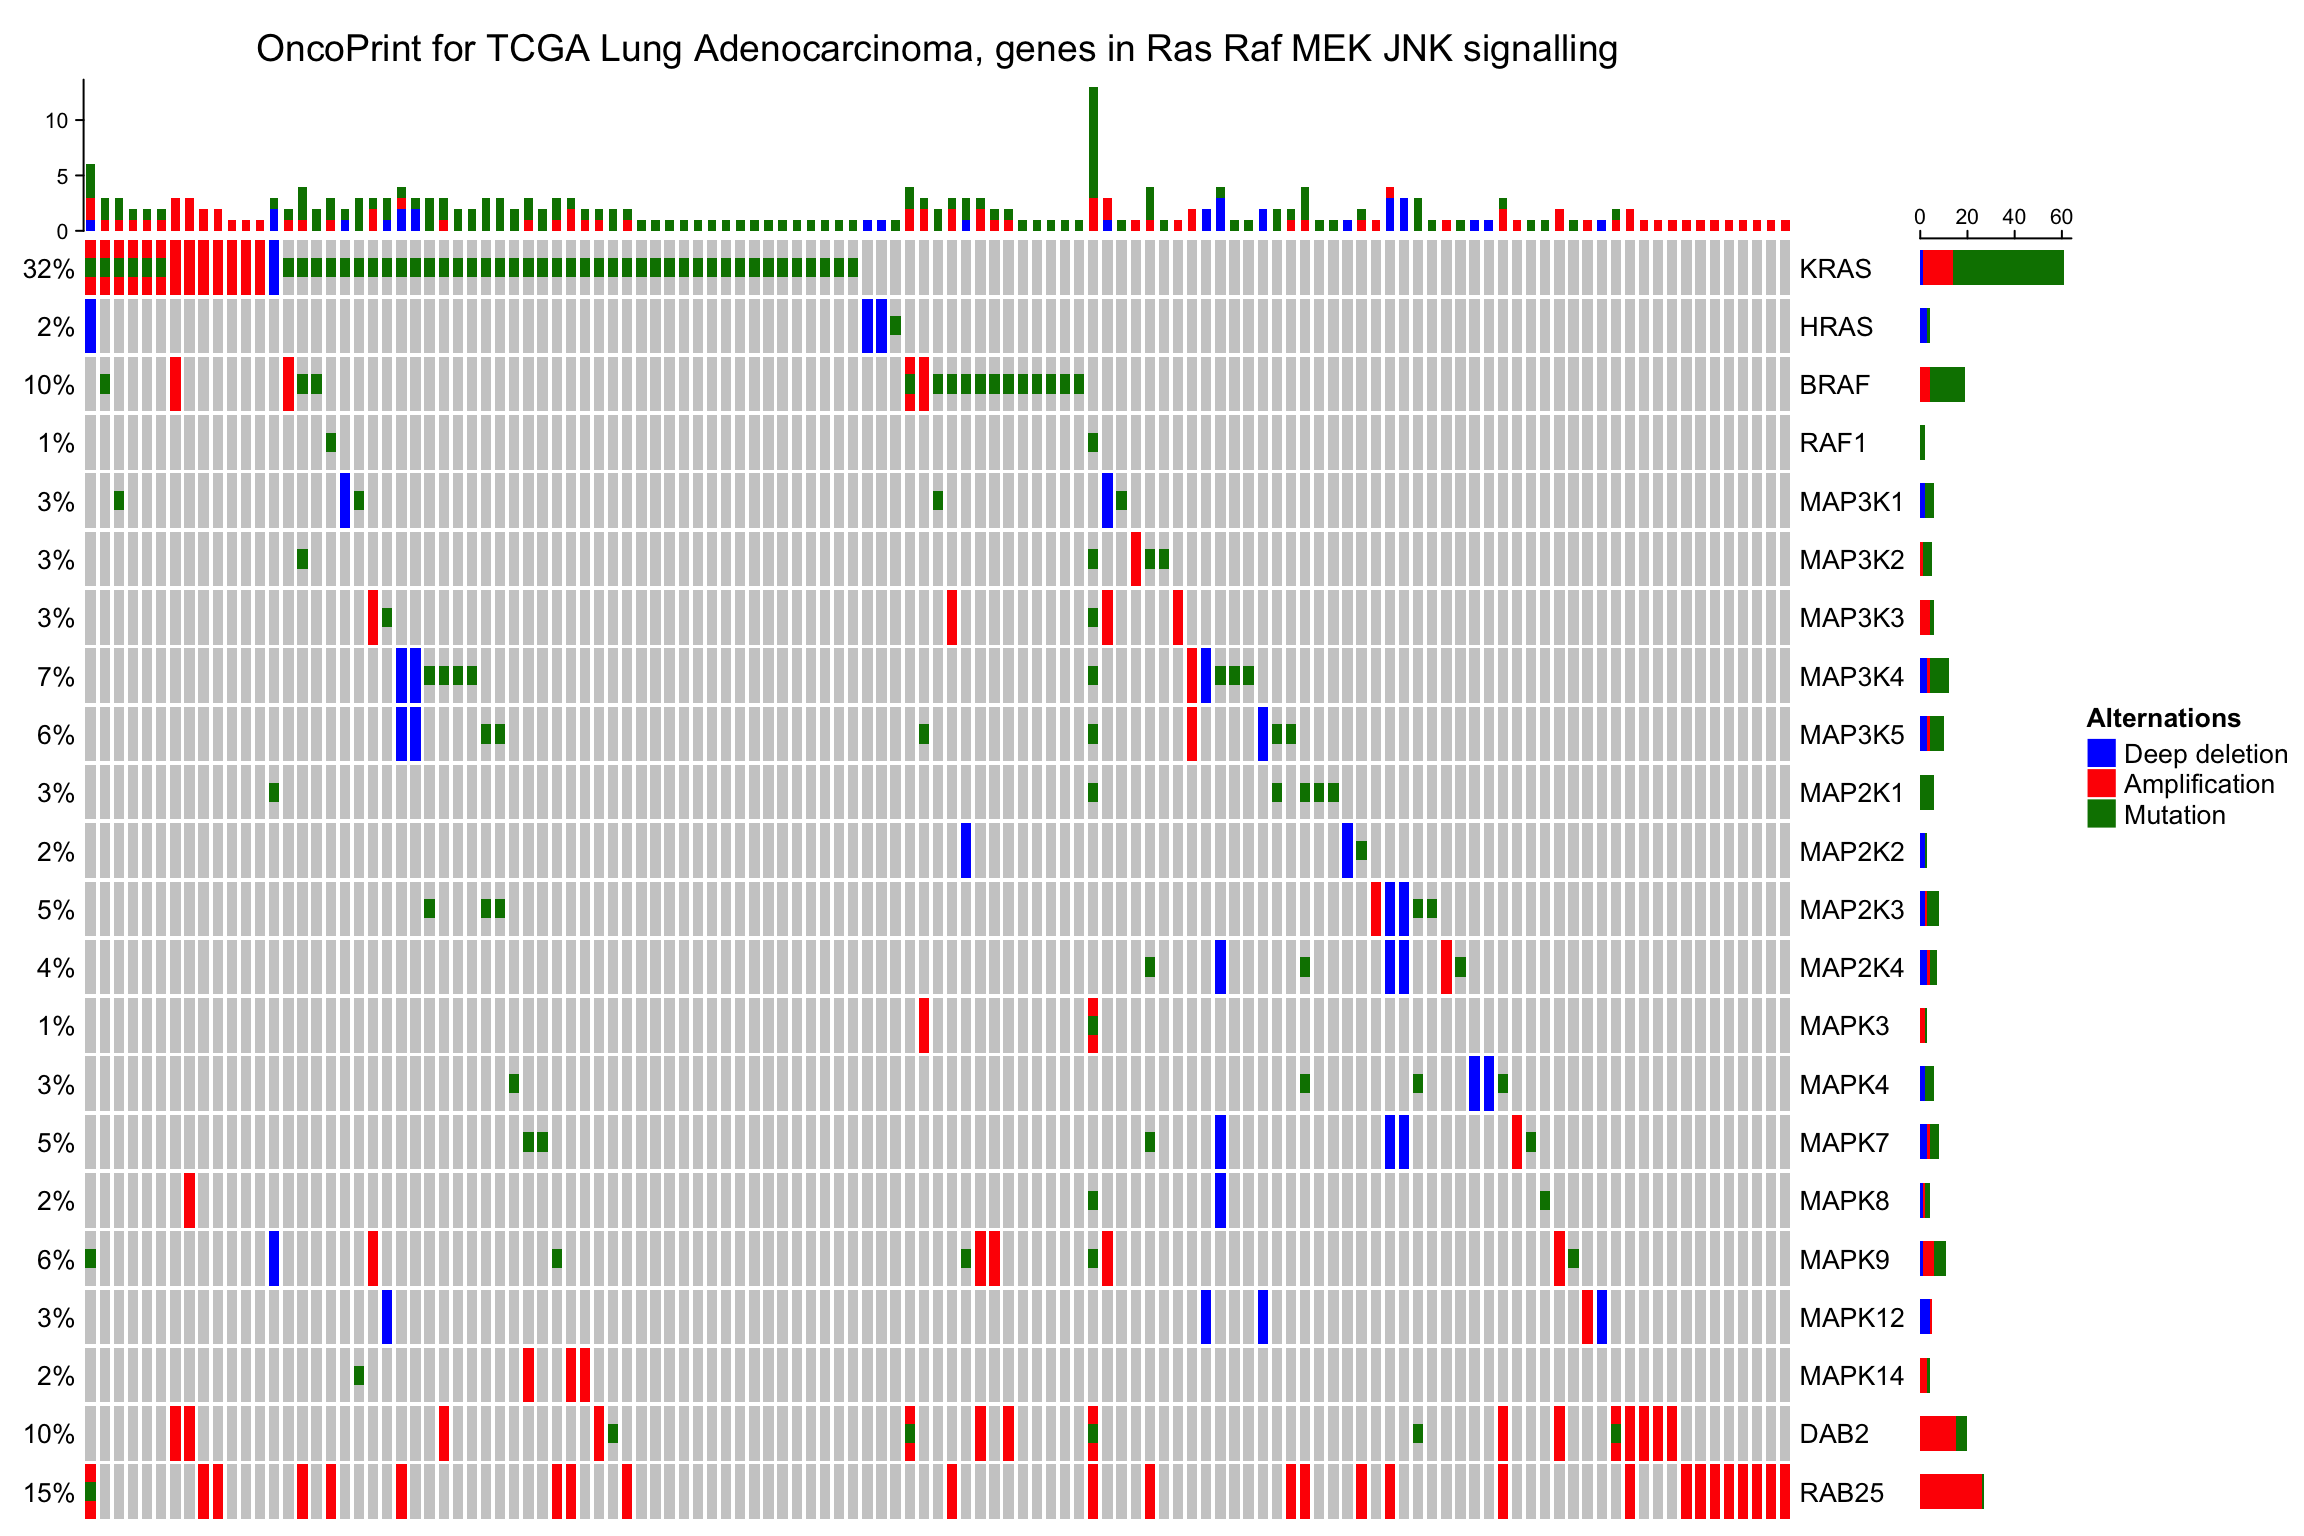 OncoPrint for TCGA Lung Adenocarcinoma, genes in Ras Raf MEK JNK signalling
10
5
0
0 20 40 60
32% KRAS
2% HRAS
10% BRAF
1% RAF1
3% MAP3K1
3% MAP3K2
3% MAP3K3
7% MAP3K4
6% MAP3K5
3% MAP2K1
2% MAP2K2
5% MAP2K3
4% MAP2K4
1% MAPK3
3% MAPK4
5% MAPK7
2% MAPK8
6% MAPK9
3% MAPK12
2% MAPK14
10% DAB2
15% RAB25
Alternations
Deep deletion
Amplification
Mutation